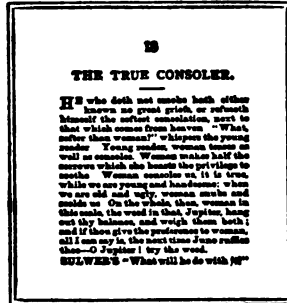 18
THE TRUE CONSOLER.
HE who doth not smoke hath either
known no great griefs, or refuseth
himself the softest consolation, next to
that which comes from heaven "What,
softer than woman?" whispers the young
reader Young reader, woman teases as
well as consoles. Woman makes half the
sorrows which she boasts the privilege to
soothe Woman consoles us, it is true,
while we are young and handsome; when
we are old and ugly, woman snubs and
scolds us On the whole, then, woman in
this scale, the weed in that, Jupiter, hang
out thy balance, and weigh them both;
and if thou give the preference to woman,
all I can say is, the next time Juno ruffles
thee—O Jupiter! try the weed.
BULWER'S "What will he do with it?"